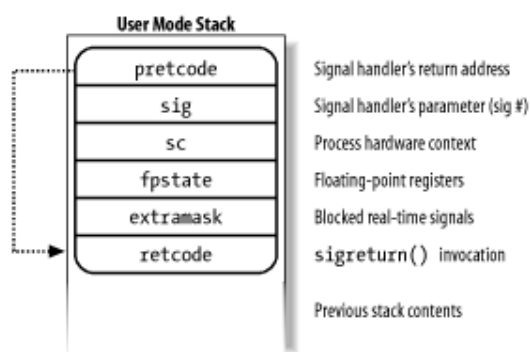 User Mode Stack
pretcode Signal handler's return address
sig Signal handler's parameter (sig #)
sc Process hardware context
fpstate Floating-point registers
extramask Blocked real-time signals
retcode sigreturn() invocation
Previous stack contents